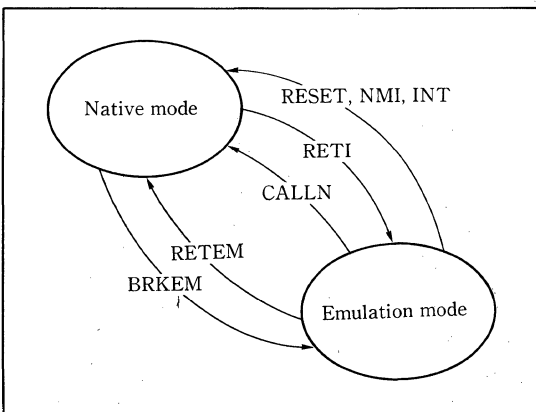 RESET, NMI, INT
Native mode
RETI
CALLN
RETEM
BRKEM
Emulation mode